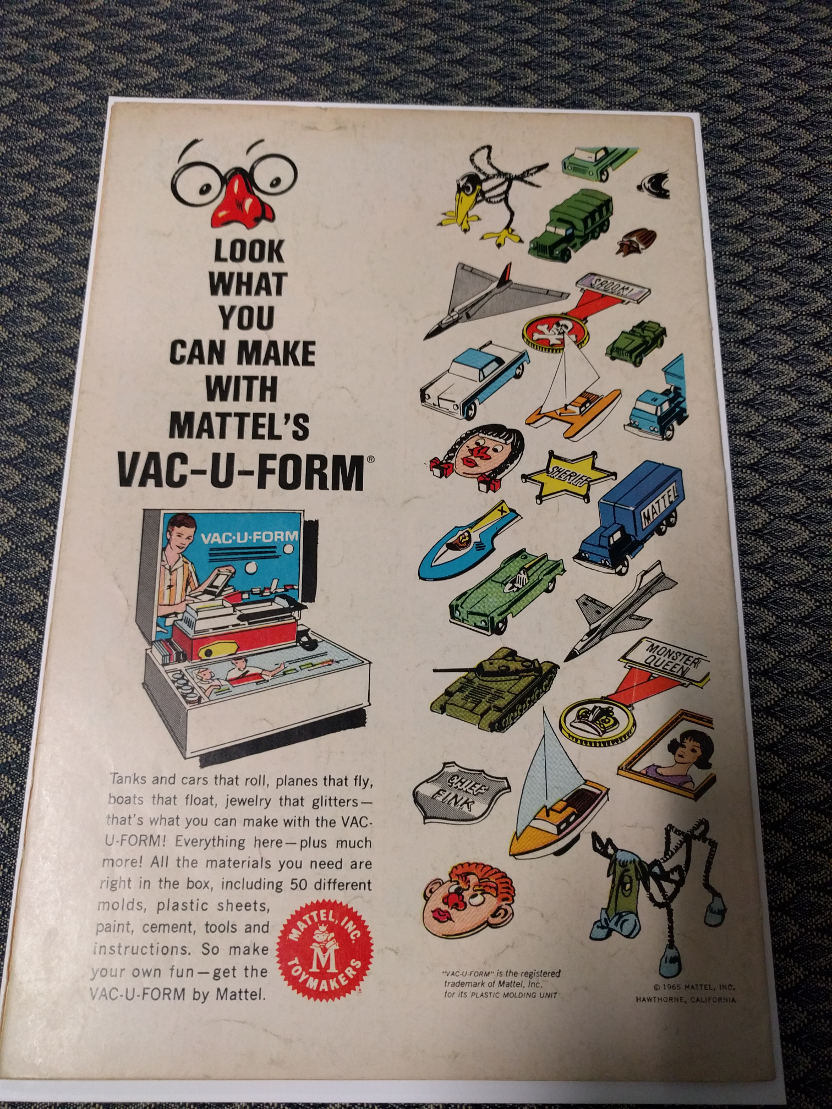 LOOK
WHAT
YOU
CAN MAKE
WITH
MATTEL'S
VAC-U-FORM®
VAC-U-FORM
Tanks and cars that roll, planes that fly,
boats that float, jewelry that glitters—
that's what you can make with the VAC-
U-FORM! Everything here—plus much
more! All the materials you need are
right in the box, including 50 different
molds, plastic sheets,
paint, cement, tools and
instructions. So make
your own fun—get the
VAC-U-FORM by Mattel.
MATTEL, INC.
M
TOYMAKERS
SPOOK!
SHERIFF
MATTEL
X
MONSTER
QUEEN
CHIEF
FINK
"VAC-U-FORM" is the registered
trademark of Mattel, Inc.
for its PLASTIC MOLDING UNIT
© 1965 MATTEL, INC.
HAWTHORNE, CALIFORNIA